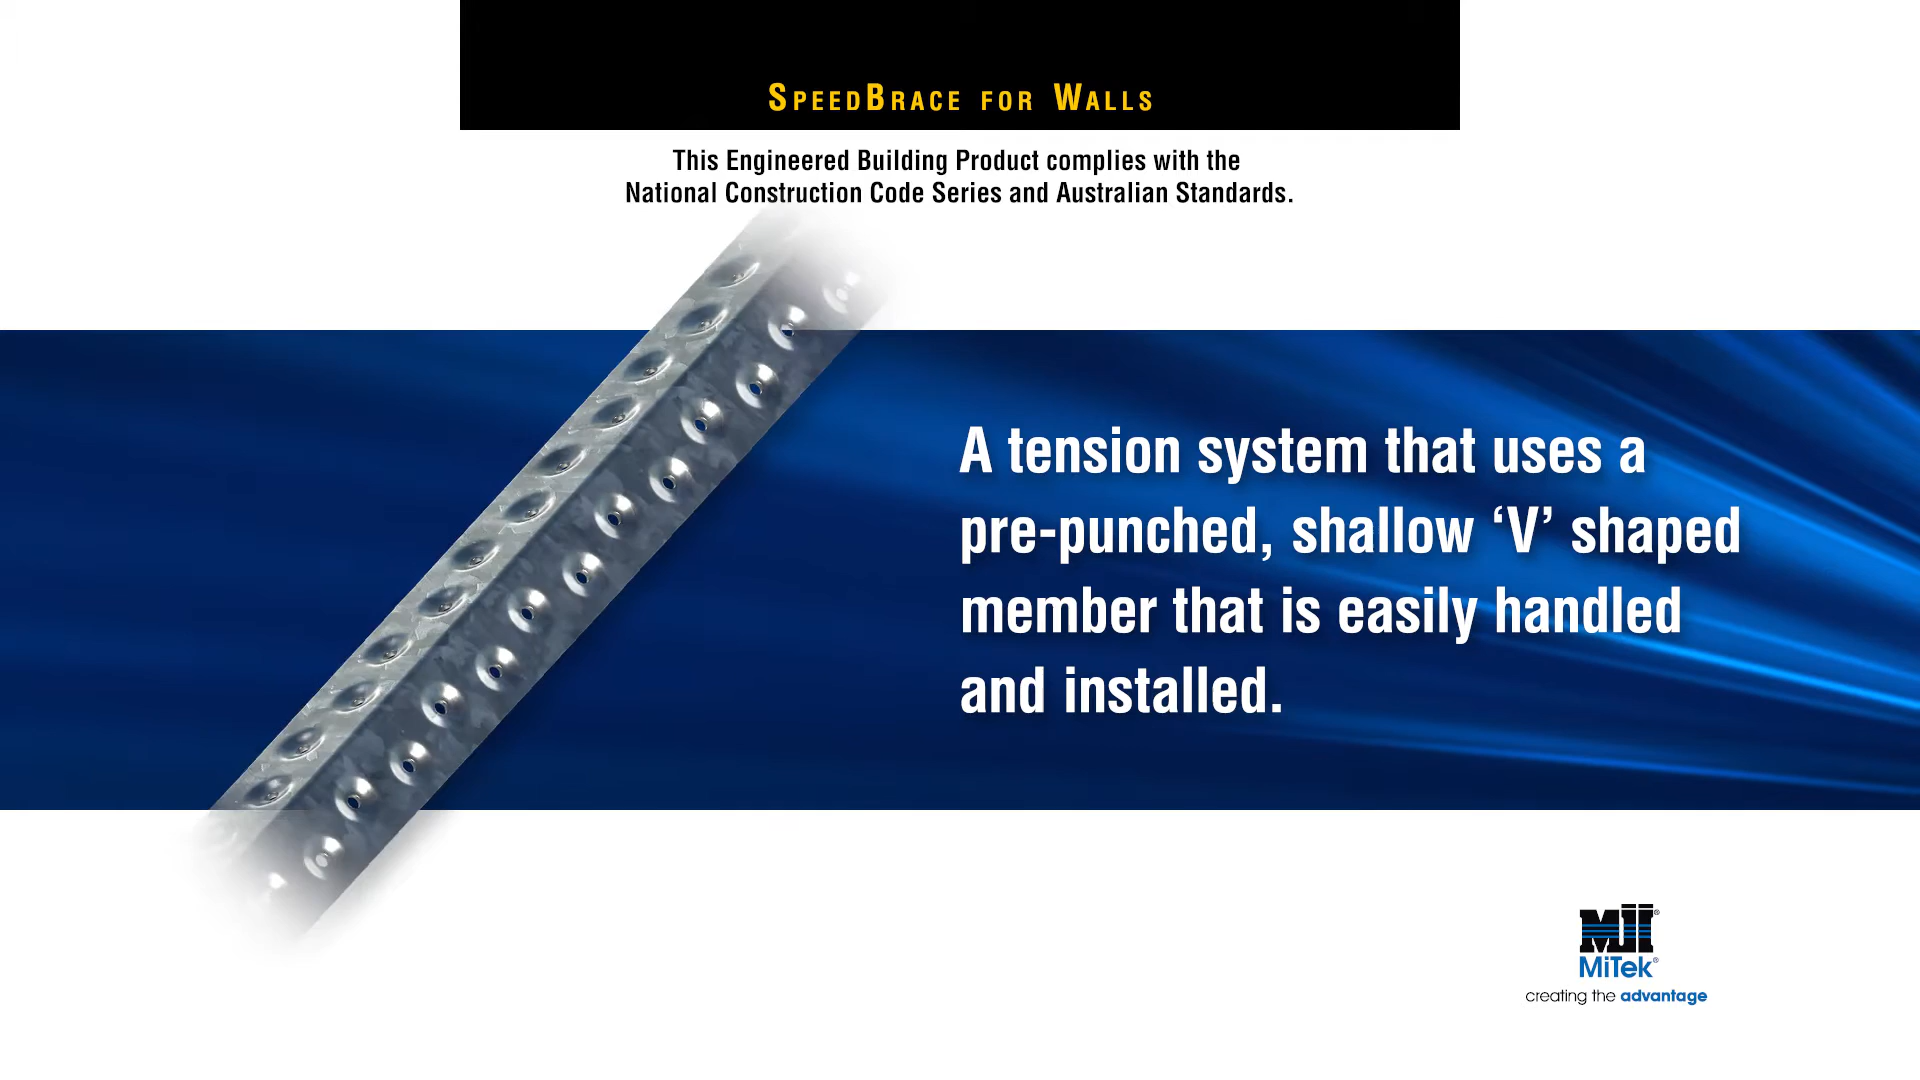 SPEEDBRACE FOR WALLS
This Engineered Building Product complies with the
National Construction Code Series and Australian Standards.
A tension system that uses a
pre-punched, shallow ‘V’ shaped
member that is easily handled
and installed.
MiTek®
creating the advantage